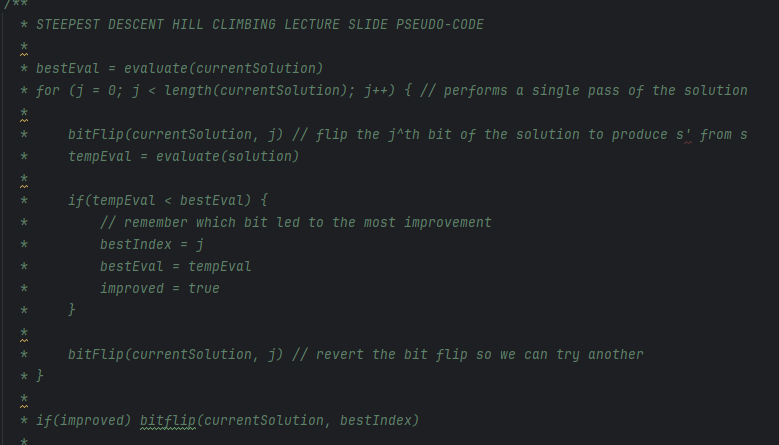 /**
* STEEPEST DESCENT HILL CLIMBING LECTURE SLIDE PSEUDO-CODE
*
* bestEval = evaluate(currentSolution)
* for (j = 0; j < length(currentSolution); j++) { // performs a single pass of the solution
*
*     bitFlip(currentSolution, j) // flip the j^th bit of the solution to produce s' from s
*     tempEval = evaluate(solution)
*
*     if(tempEval < bestEval) {
*         // remember which bit led to the most improvement
*         bestIndex = j
*         bestEval = tempEval
*         improved = true
*     }
*
*     bitFlip(currentSolution, j) // revert the bit flip so we can try another
* }
*
* if(improved) bitflip(currentSolution, bestIndex)
*